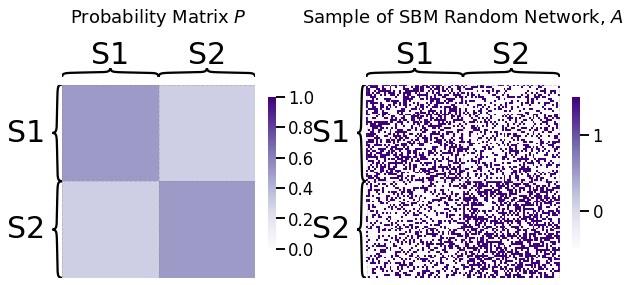 Probability Matrix P
S1 S2
S1
S2
1.0
0.8
0.6
0.4
0.2
0.0
Sample of SBM Random Network, A
S1 S2
S1
S2
1
0